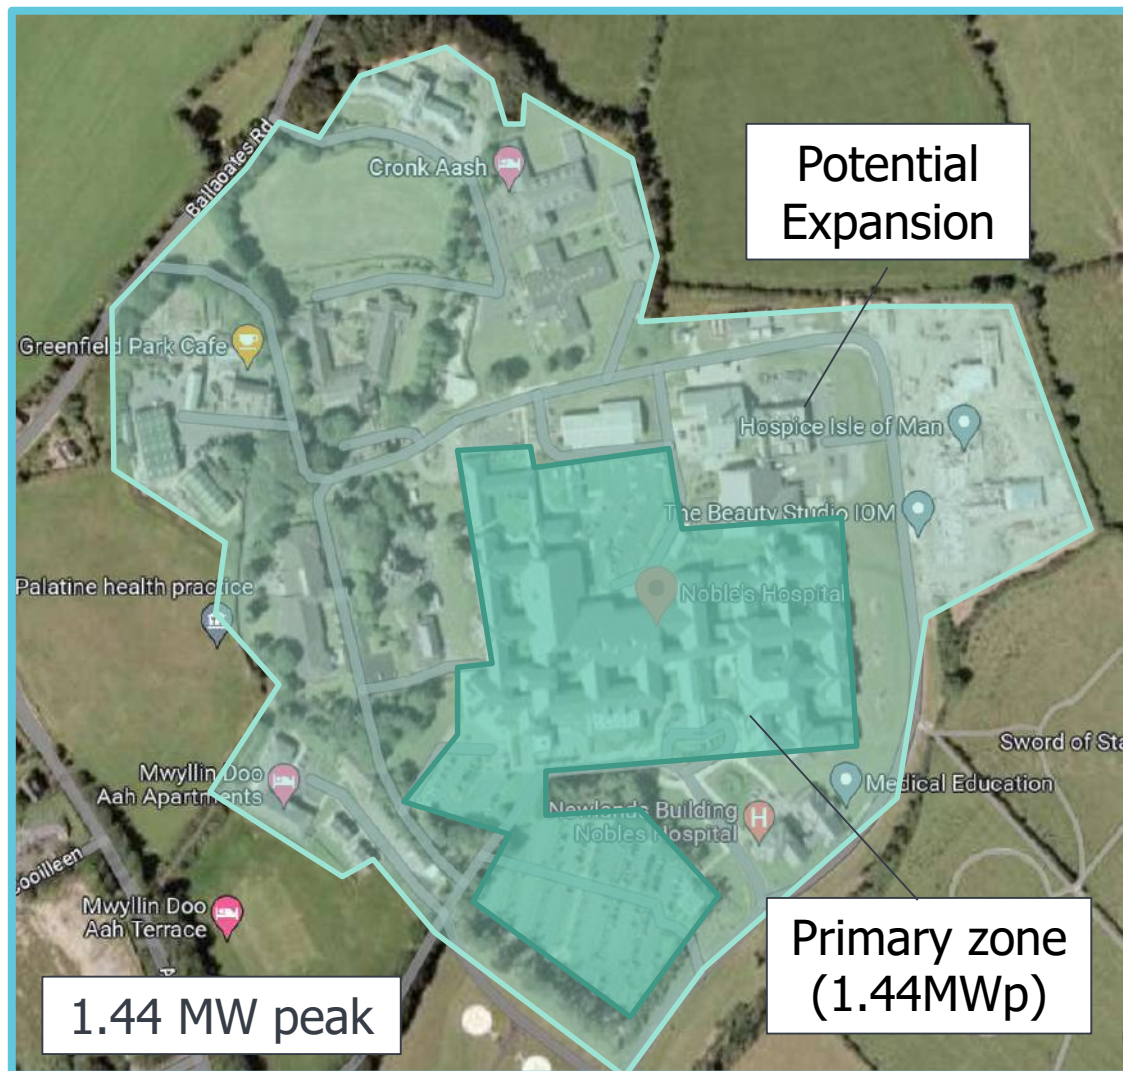 Ballaoates Rd
Cronk Aash
Potential
Expansion
Greenfield Park Cafe
Hospice Isle of Man
The Beauty Studio IOM
Palatine health practice
Noble's Hospital
Sword of Sta
Mwyllin Doo
Aah Apartments
Medical Education
Newlands Building
Nobles Hospital
H
ooilleen
Mwyllin Doo
Aah Terrace
A
Primary zone
(1.44MWp)
1.44 MW peak